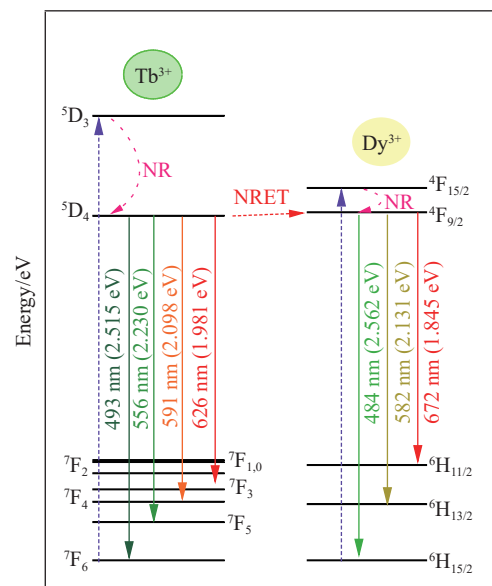 Tb³⁺
⁵D₃
NR
Dy³⁺
⁴F₁₅/₂
NR
⁵D₄
NRET
⁴F₉/₂
Energy/eV
493 nm (2.515 eV)
556 nm (2.230 eV)
591 nm (2.098 eV)
626 nm (1.981 eV)
484 nm (2.562 eV)
582 nm (2.131 eV)
672 nm (1.845 eV)
⁷F₂
⁷F₁,₀
⁶H₁₁/₂
⁷F₃
⁷F₄
⁶H₁₃/₂
⁷F₅
⁷F₆
⁶H₁₅/₂